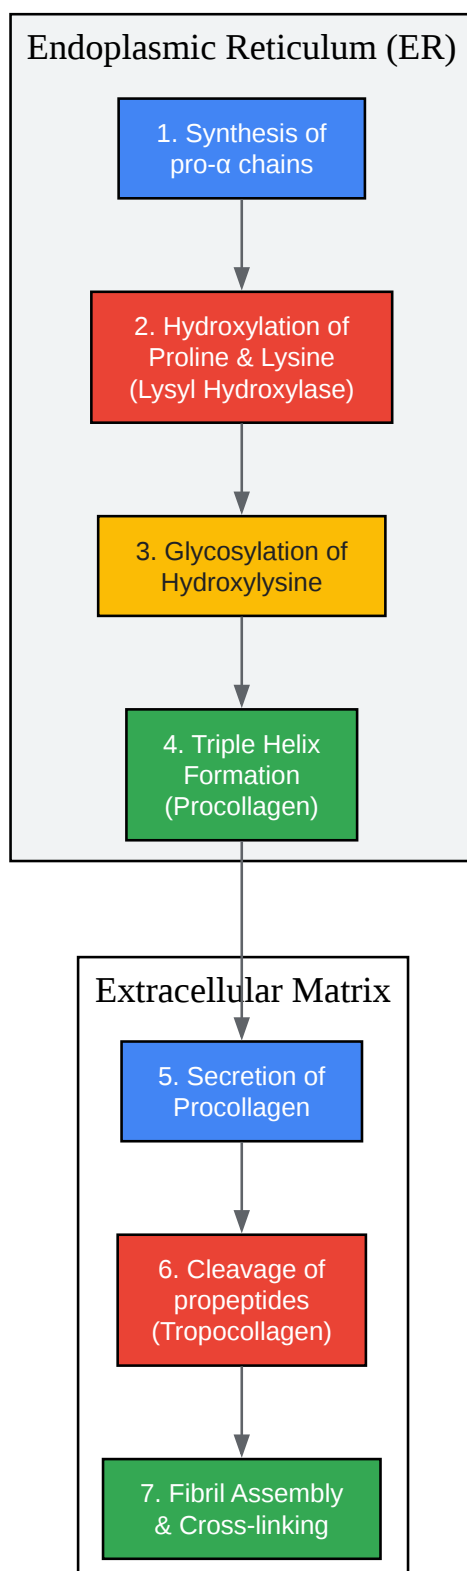 Endoplasmic Reticulum (ER)
1. Synthesis of
pro-α chains
2. Hydroxylation of
Proline & Lysine
(Lysyl Hydroxylase)
3. Glycosylation of
Hydroxylysine
4. Triple Helix
Formation
(Procollagen)
Extracellular Matrix
5. Secretion of
Procollagen
6. Cleavage of
propeptides
(Tropocollagen)
7. Fibril Assembly
& Cross-linking